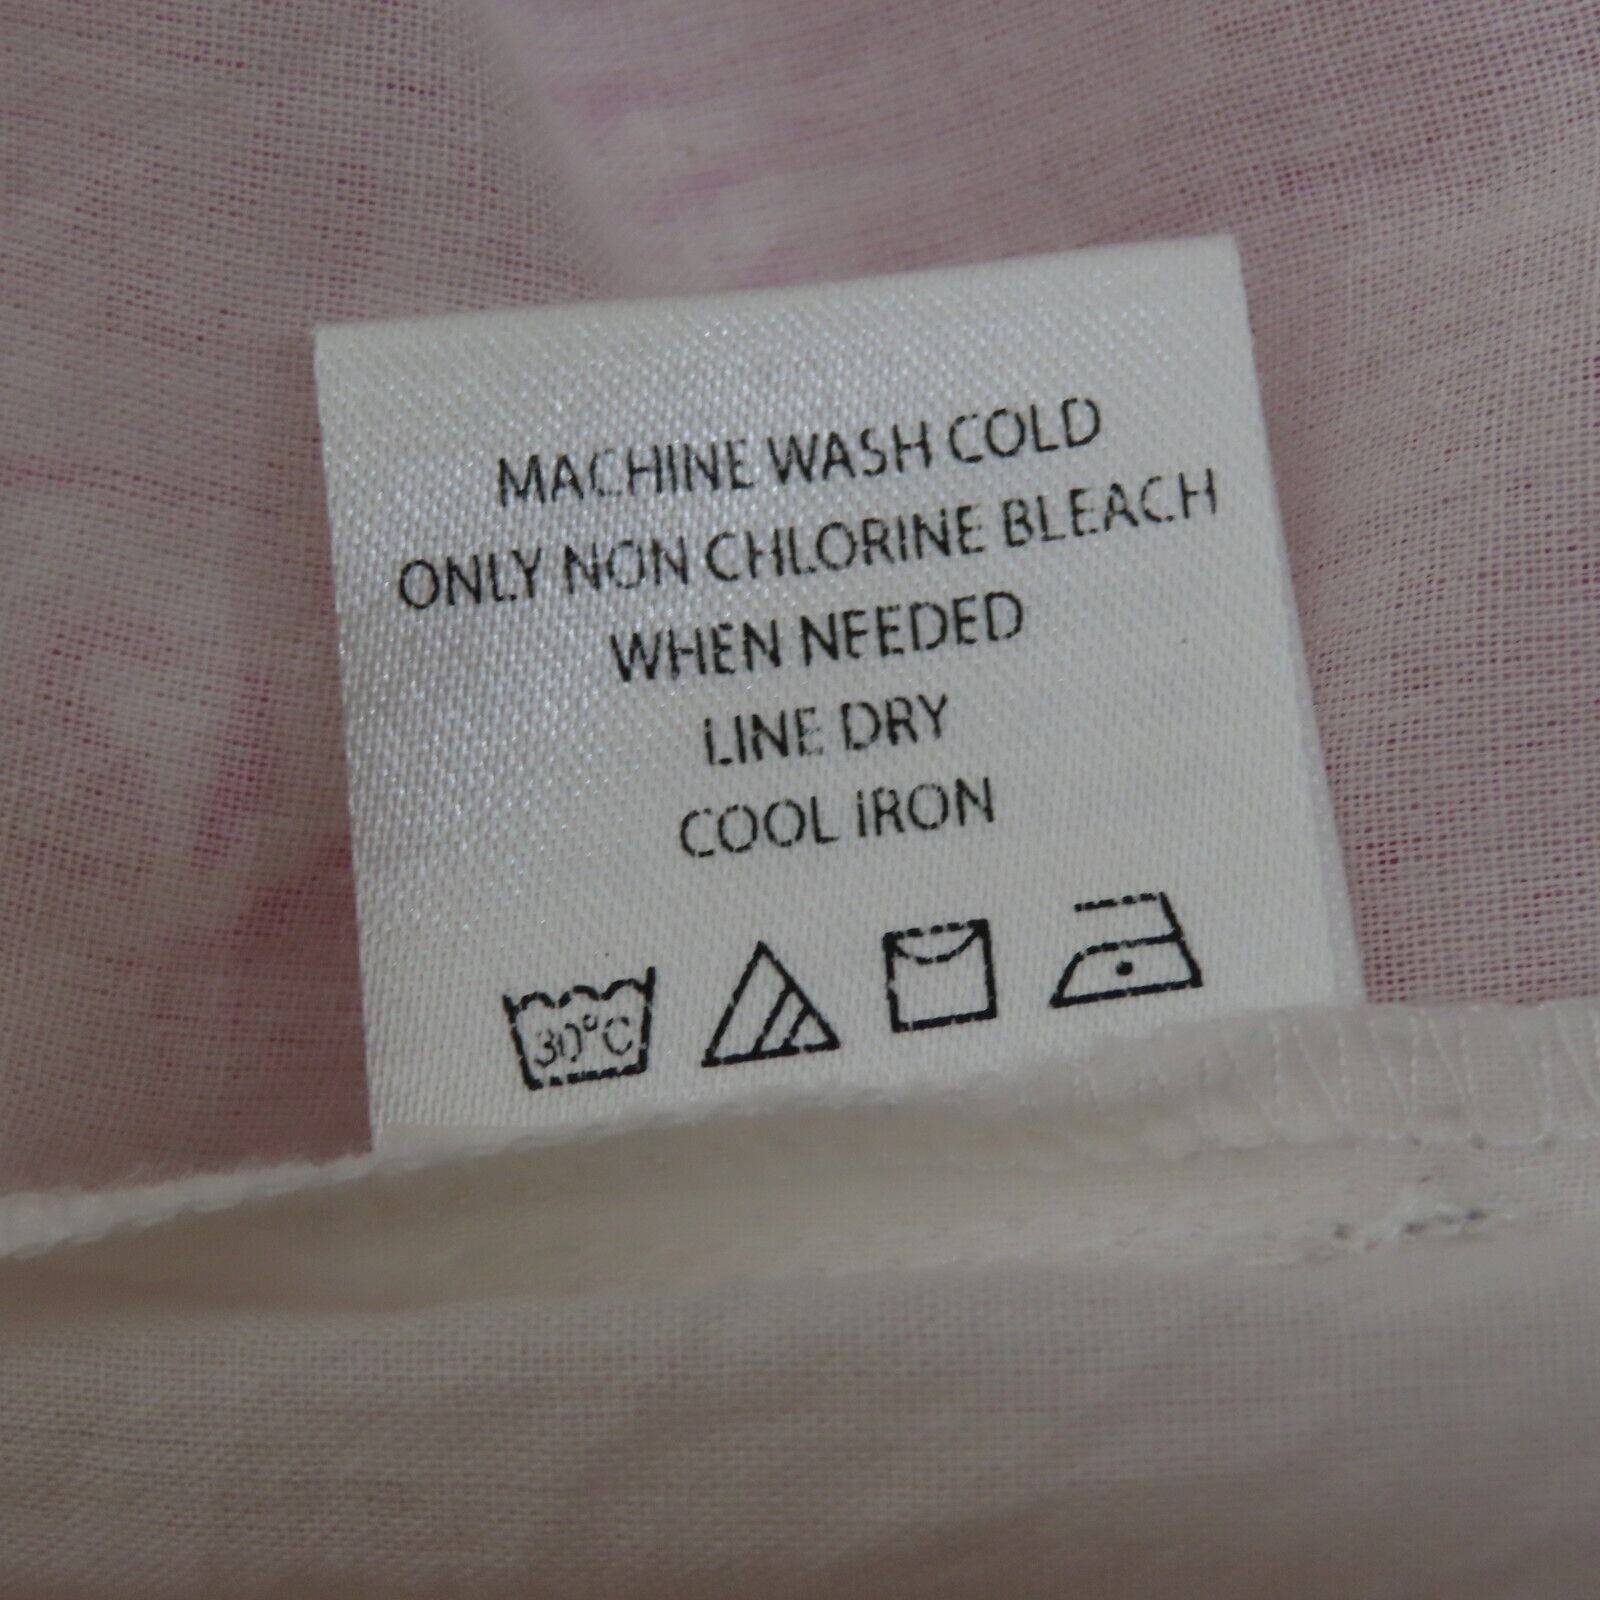 MACHINE WASH COLD
ONLY NON CHLORINE BLEACH
WHEN NEEDED
LINE DRY
COOL IRON
30°C